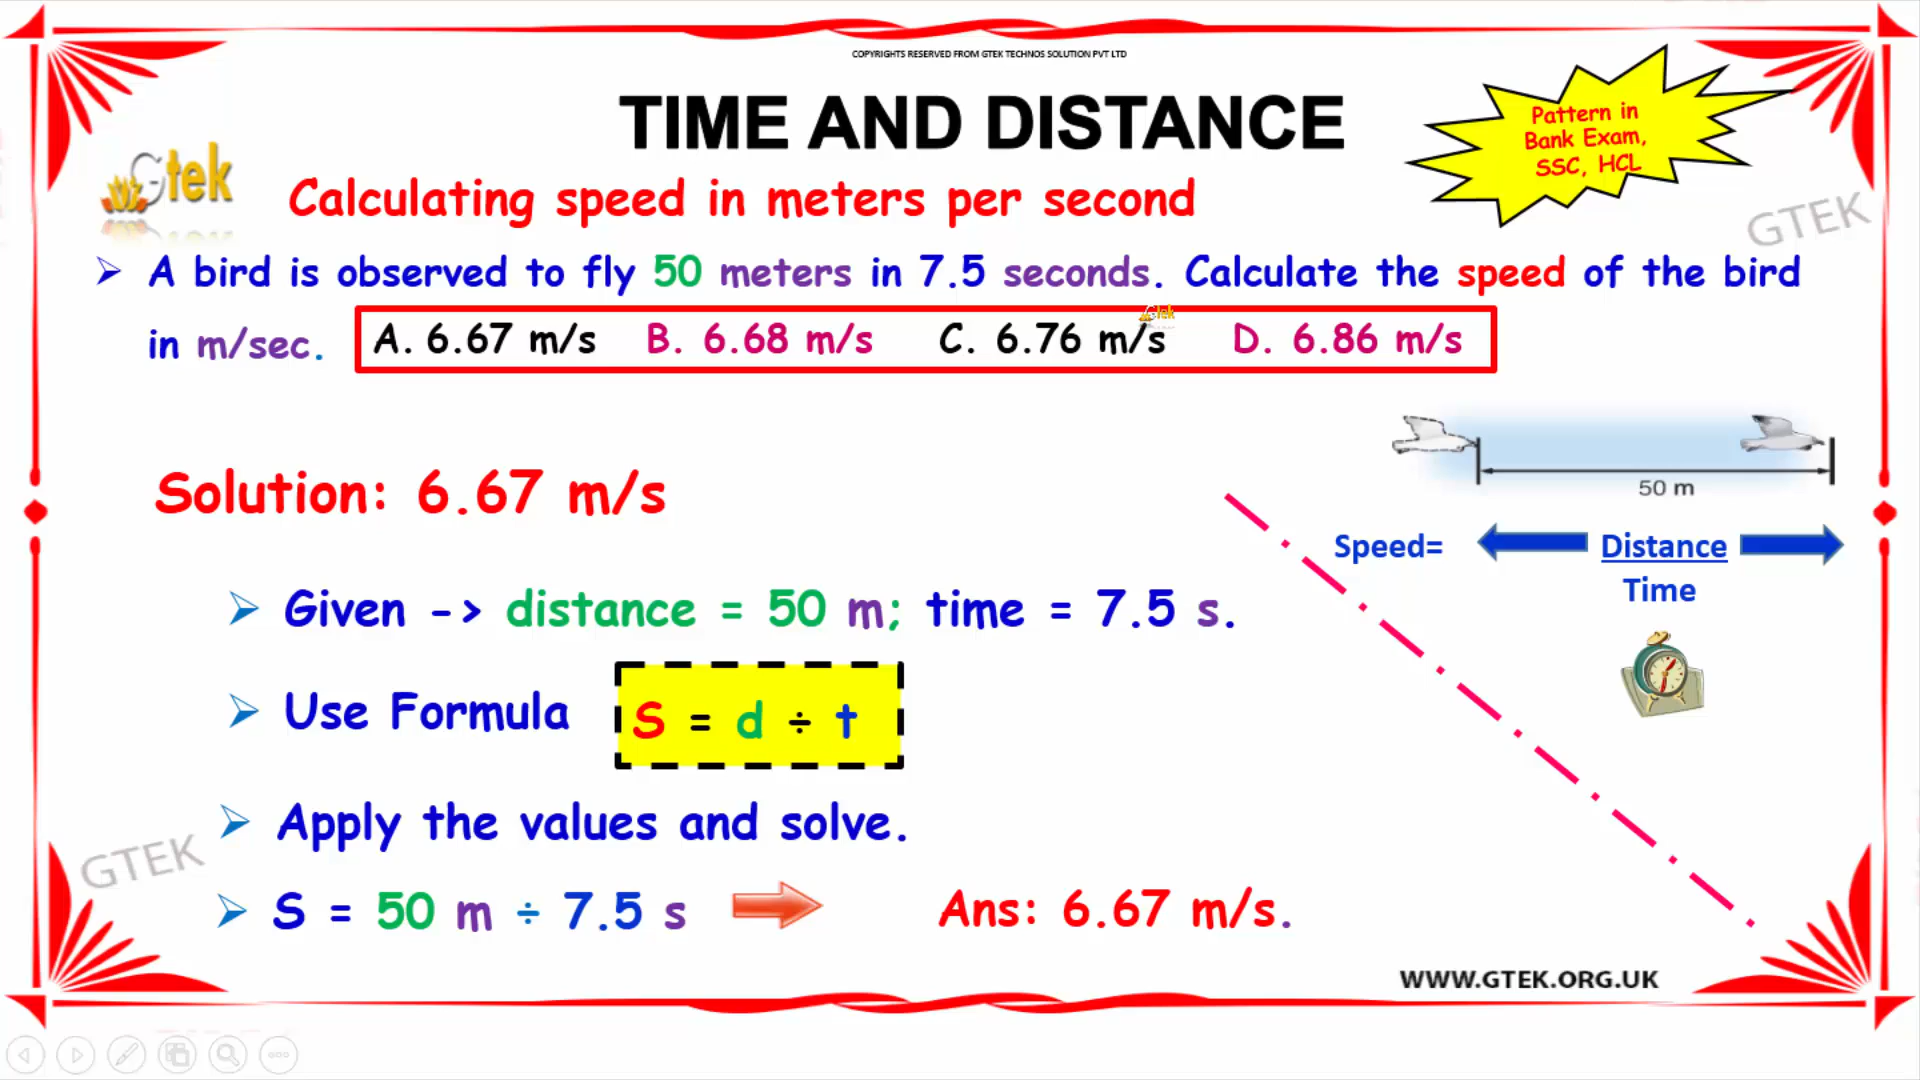 COPYRIGHTS RESERVED FROM GTEK TECHNOS SOLUTION PVT LTD
TIME AND DISTANCE
Pattern in
Bank Exam,
SSC, HCL
Gtek
Calculating speed in meters per second
GTEK
➢ A bird is observed to fly 50 meters in 7.5 seconds. Calculate the speed of the bird
in m/sec.
A. 6.67 m/s B. 6.68 m/s C. 6.76 m/s D. 6.86 m/s
Gtek
50 m
Solution: 6.67 m/s
Speed= Distance
Time
➢ Given -> distance = 50 m; time = 7.5 s.
➢ Use Formula S = d ÷ t
➢ Apply the values and solve.
GTEK
➢ S = 50 m ÷ 7.5 s Ans: 6.67 m/s.
WWW.GTEK.ORG.UK